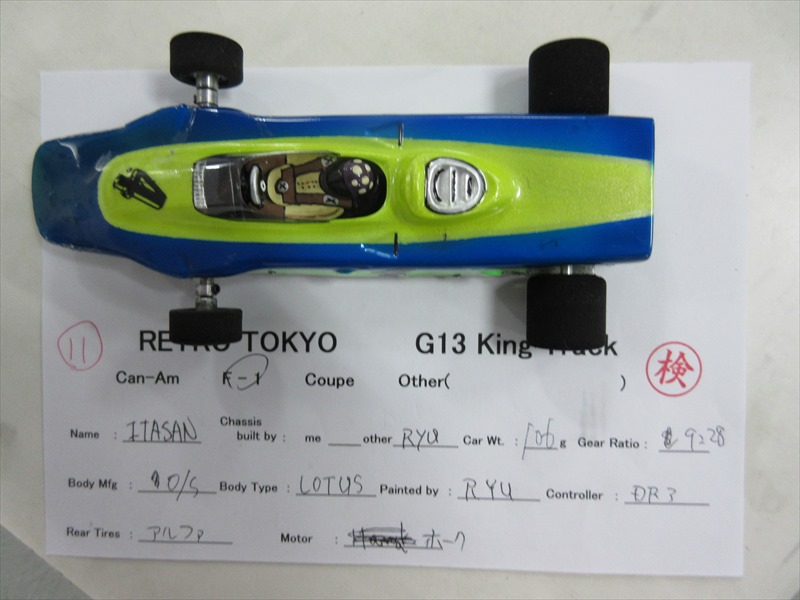 11 RETRO TOKYO G13 King Track 検
Can-Am F-1 Coupe Other( )
Name : ITASAN Chassis built by : me other RYU Car Wt. : 106 g Gear Ratio : 9:28
Body Mfg : O/S Body Type : LOTUS Painted by : RYU Controller : DR3
Rear Tires : アルファ Motor : ホーク